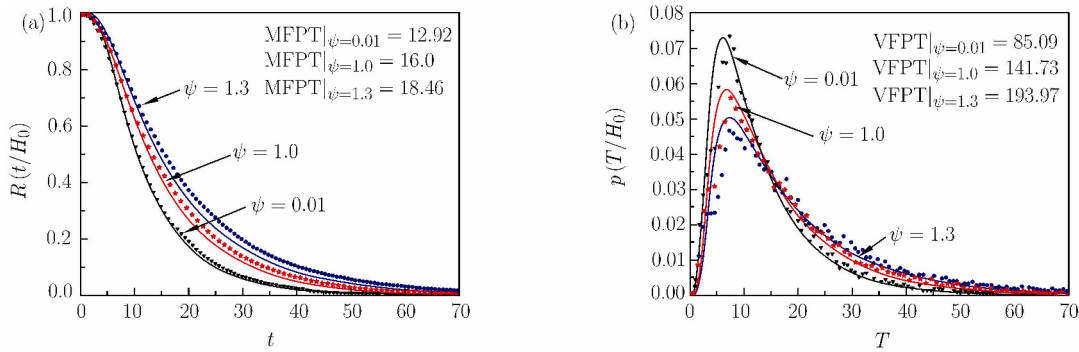 (a)
1.0
0.8
0.6
0.4
0.2
0.0
R(t/H₀)
MFPT|ψ=0.01 = 12.92
MFPT|ψ=1.0 = 16.0
MFPT|ψ=1.3 = 18.46
ψ = 1.3
ψ = 1.0
ψ = 0.01
0 10 20 30 40 50 60 70
t
(b)
0.08
0.07
0.06
0.05
0.04
0.03
0.02
0.01
0.00
p(T/H₀)
VFPT|ψ=0.01 = 85.09
VFPT|ψ=1.0 = 141.73
VFPT|ψ=1.3 = 193.97
ψ = 0.01
ψ = 1.0
ψ = 1.3
0 10 20 30 40 50 60 70
T